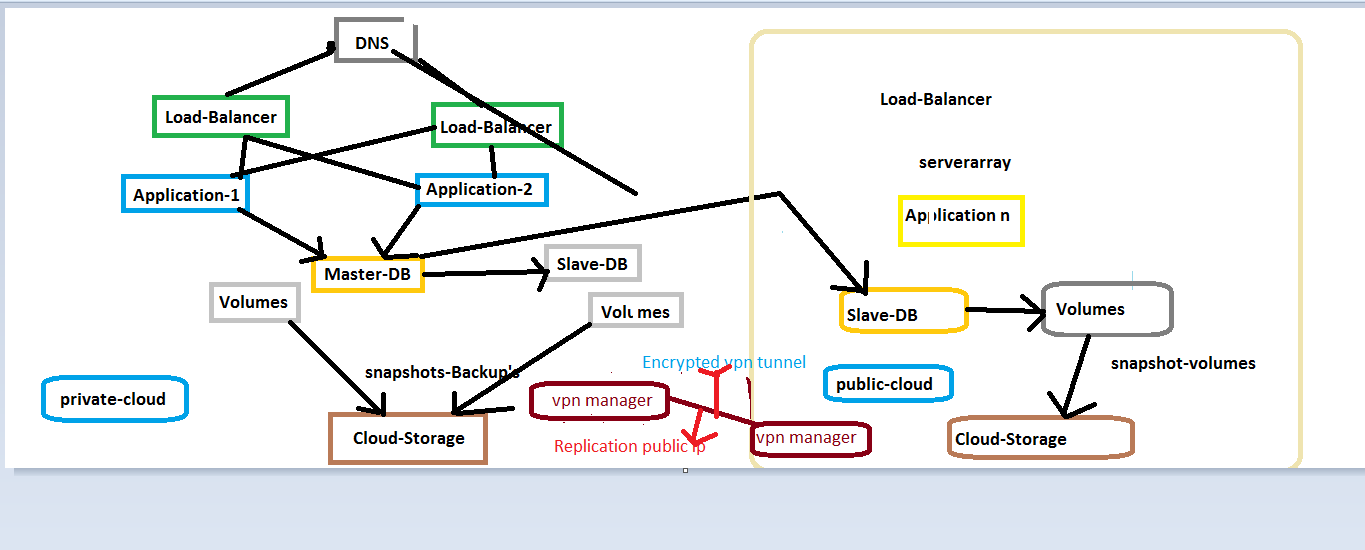 DNS
Load-Balancer
Load-Balancer
Load-Balancer
serverarray
Application-1
Application-2
Application n
Master-DB
Slave-DB
Volumes
Volumes
Slave-DB
Volumes
snapshots-Backup's
Encrypted vpn tunnel
snapshot-volumes
private-cloud
vpn manager
public-cloud
Cloud-Storage
Replication public ip
vpn manager
Cloud-Storage